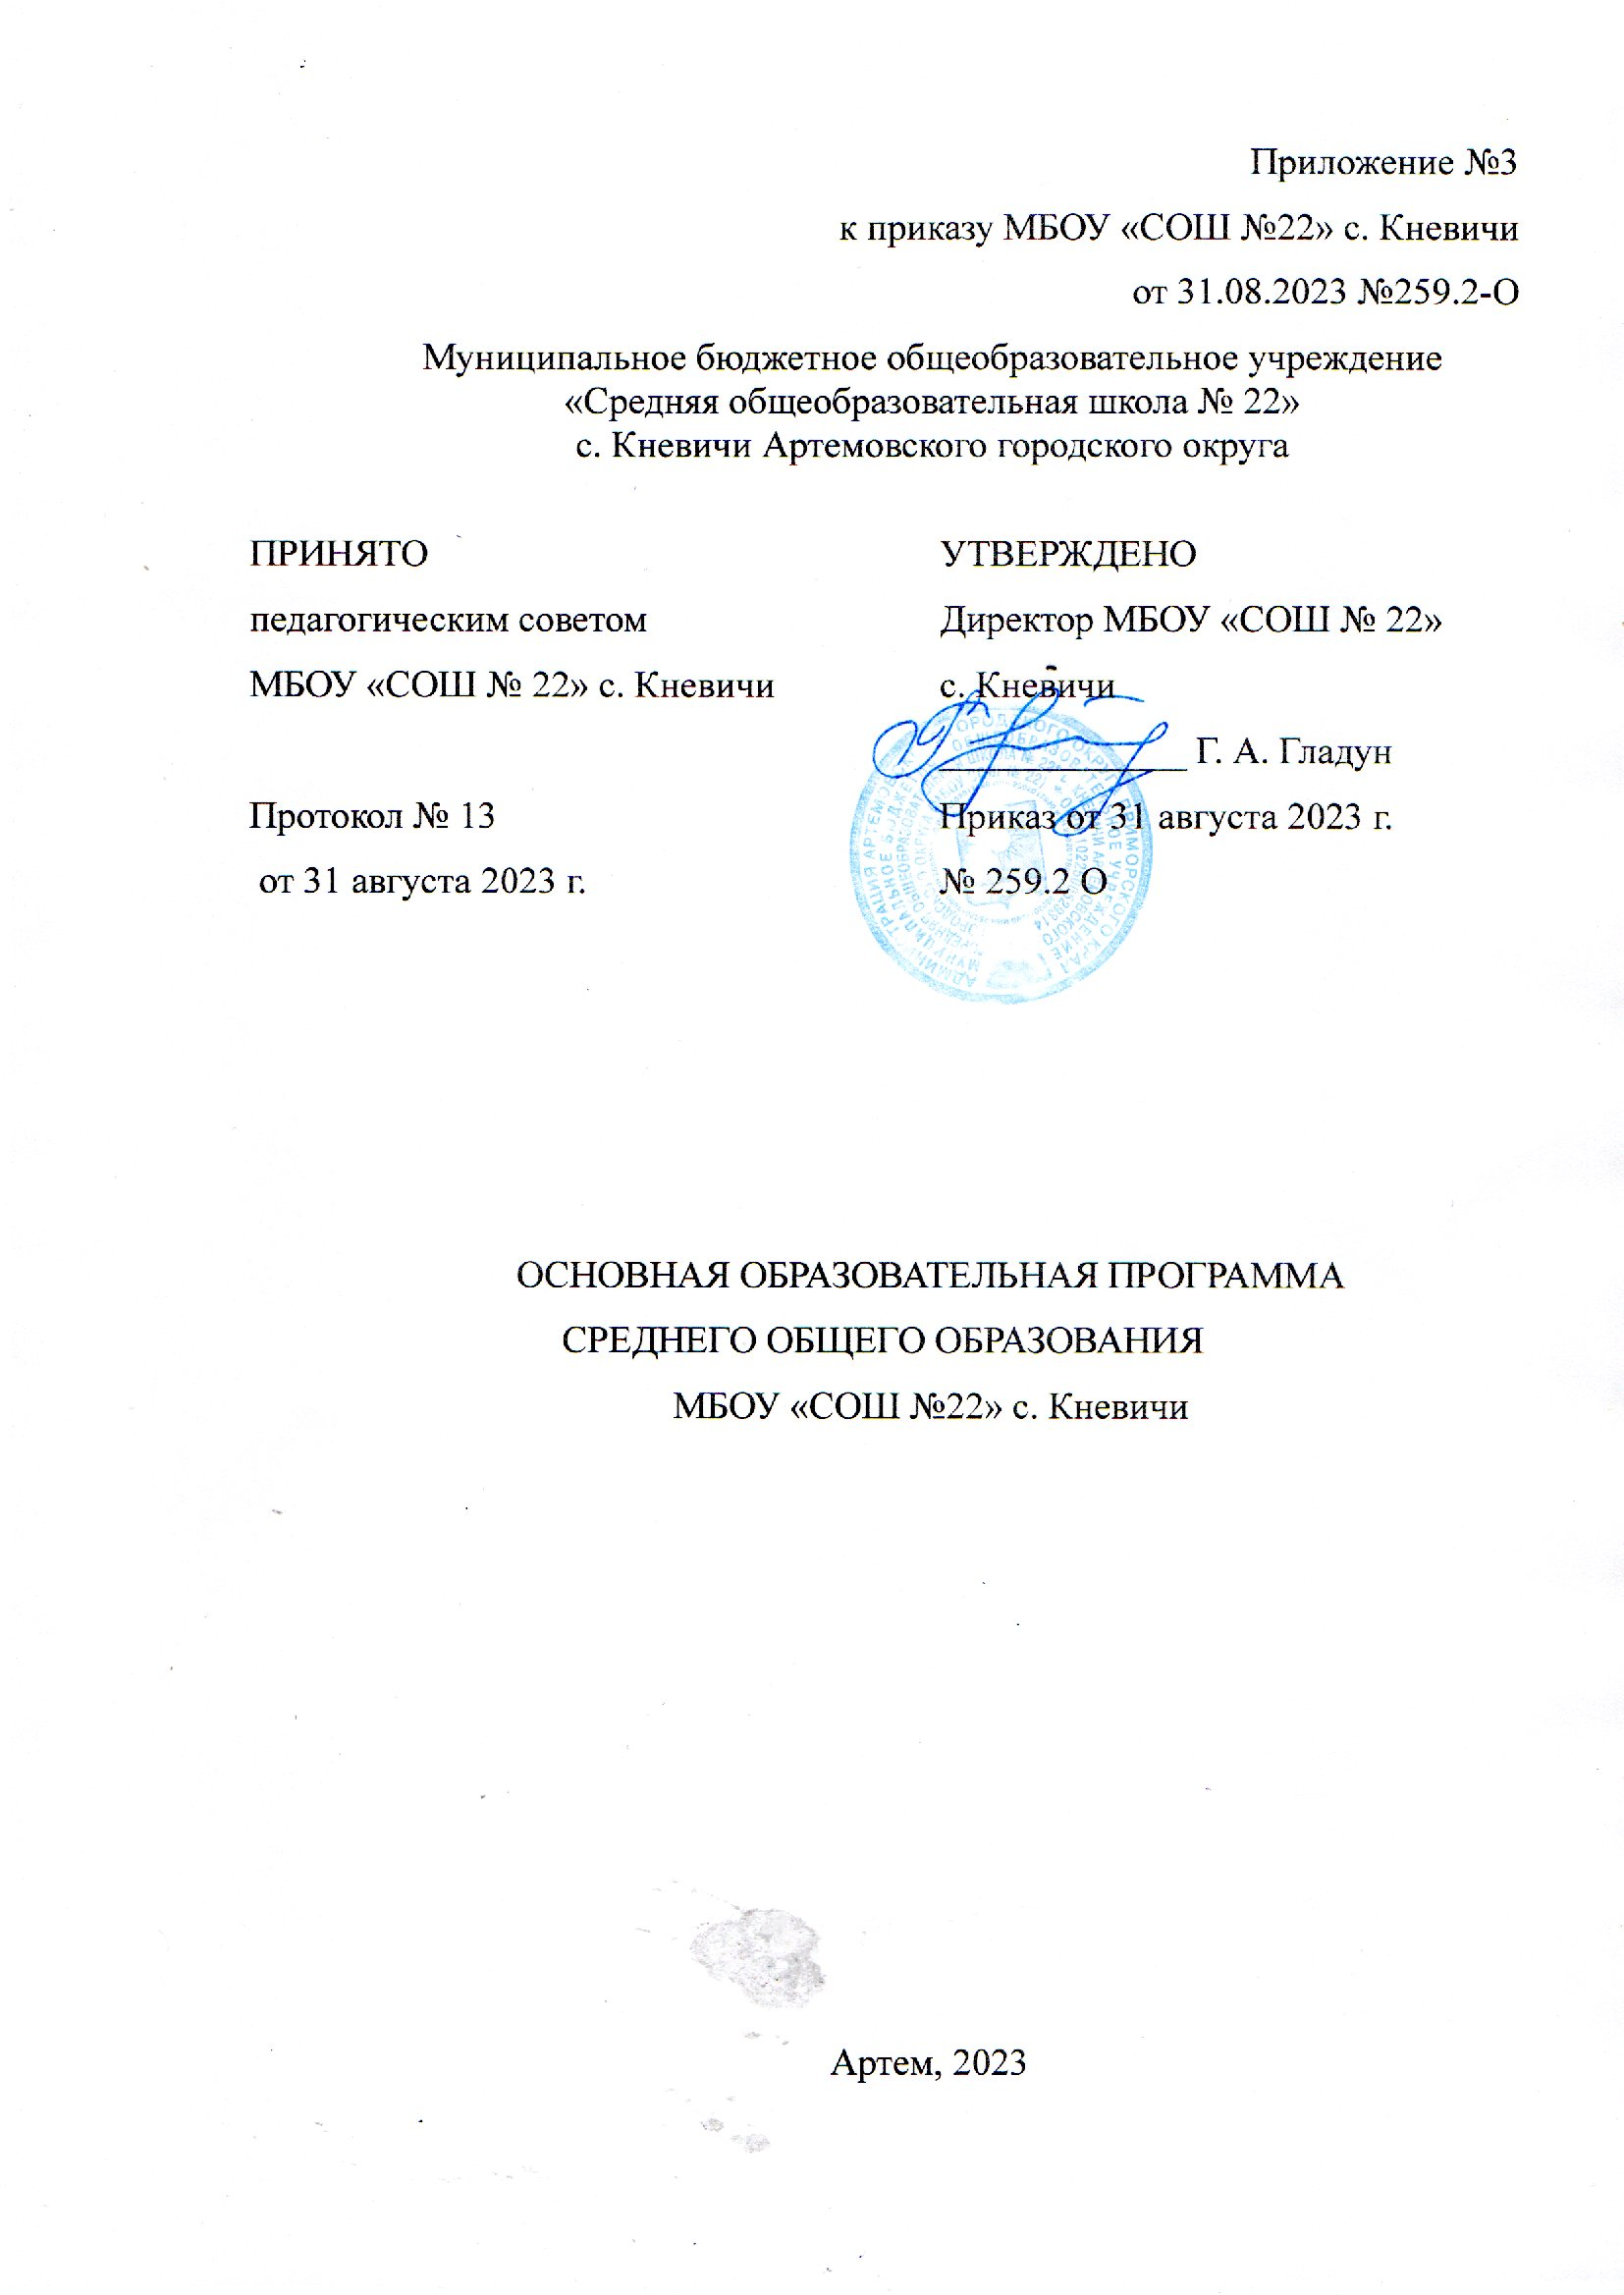 Приложение №3
к приказу МБОУ «СОШ №22» с. Кневичи
от 31.08.2023 №259.2-О
Муниципальное бюджетное общеобразовательное учреждение
«Средняя общеобразовательная школа № 22»
с. Кневичи Артемовского городского округа
ПРИНЯТО
педагогическим советом
МБОУ «СОШ № 22» с. Кневичи
Протокол № 13
от 31 августа 2023 г.
УТВЕРЖДЕНО
Директор МБОУ «СОШ № 22»
с. Кневичи
Г. А. Гладун
Приказ от 31 августа 2023 г.
№ 259.2 О
ОСНОВНАЯ ОБРАЗОВАТЕЛЬНАЯ ПРОГРАММА
СРЕДНЕГО ОБЩЕГО ОБРАЗОВАНИЯ
МБОУ «СОШ №22» с. Кневичи
Артем, 2023